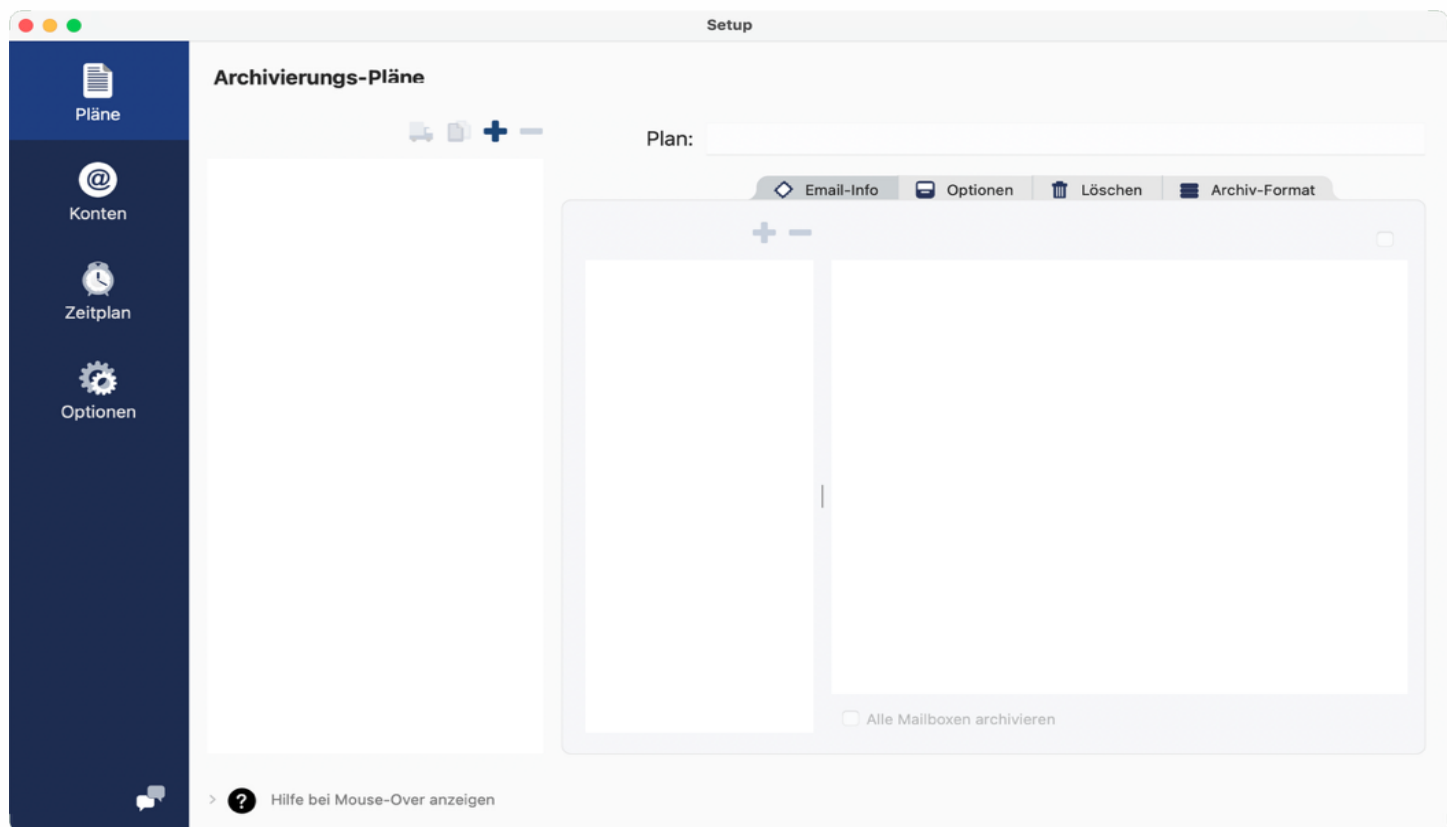 Setup
Pläne
Konten
Zeitplan
Optionen
Archivierungs-Pläne
Plan:
Email-Info Optionen Löschen Archiv-Format
Alle Mailboxen archivieren
> ? Hilfe bei Mouse-Over anzeigen